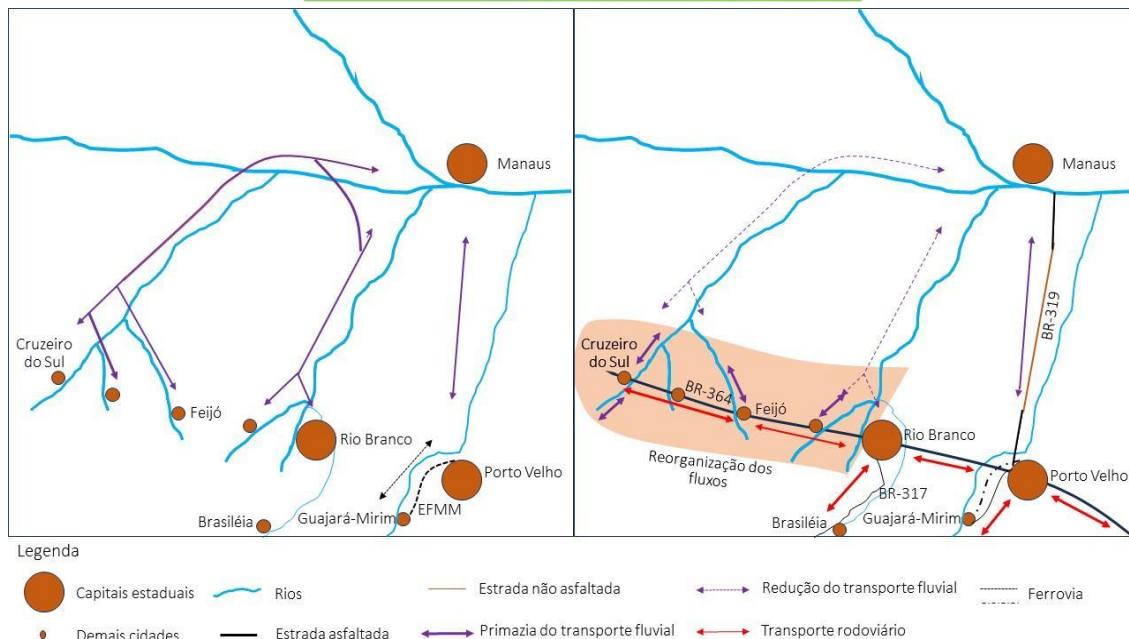 Manaus
Cruzeiro
do Sul
Feijó
Rio Branco
Porto Velho
EFMM
Guajará-Mirim
Brasiléia
Manaus
BR-319
Cruzeiro
do Sul
BR-364
Feijó
Rio Branco
Reorganização dos
fluxos
Porto Velho
BR-317
Guajará-Mirim
Brasiléia
Legenda
Capitais estaduais
Rios
Estrada não asfaltada
Redução do transporte fluvial
Ferrovia
Demais cidades
Estrada asfaltada
Primazia do transporte fluvial
Transporte rodoviário